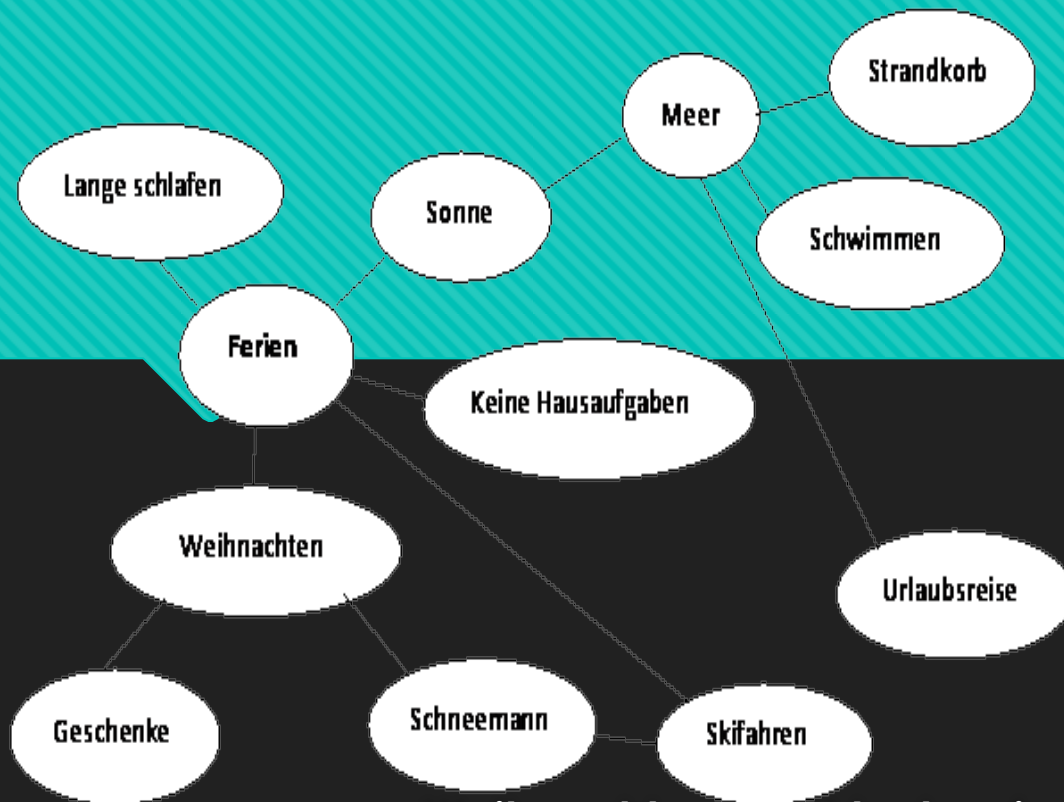 Strandkorb
Meer
Lange schlafen
Sonne
Schwimmen
Ferien
Keine Hausaufgaben
Weihnachten
Urlaubsreise
Geschenke
Schneemann
Skifahren